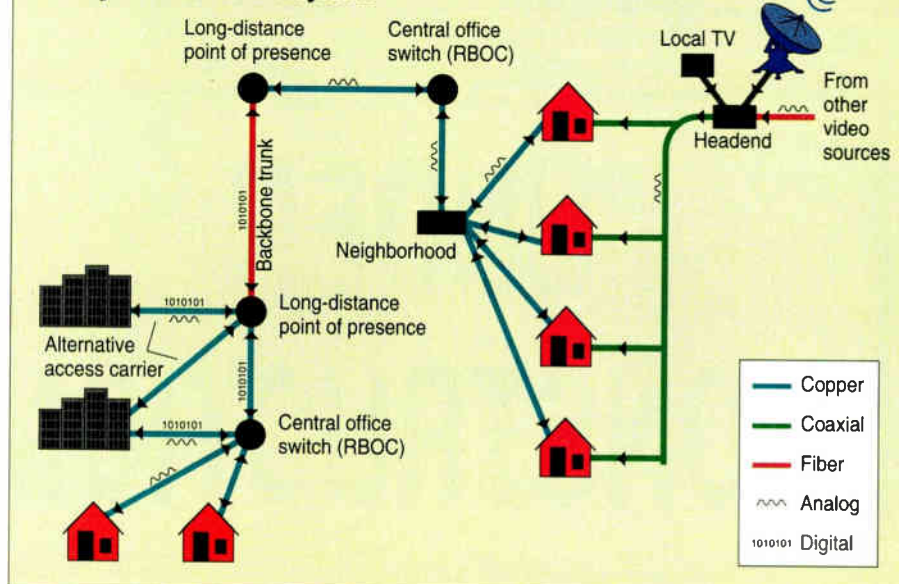 Long-distance
point of presence
Central office
switch (RBOC)
Local TV
From
other
video
sources
Headend
1010101
Backbone trunk
Neighborhood
1010101
Long-distance
point of presence
Alternative
access carrier
1010101
1010101
Central office
switch (RBOC)
Copper
Coaxial
Fiber
Analog
1010101 Digital